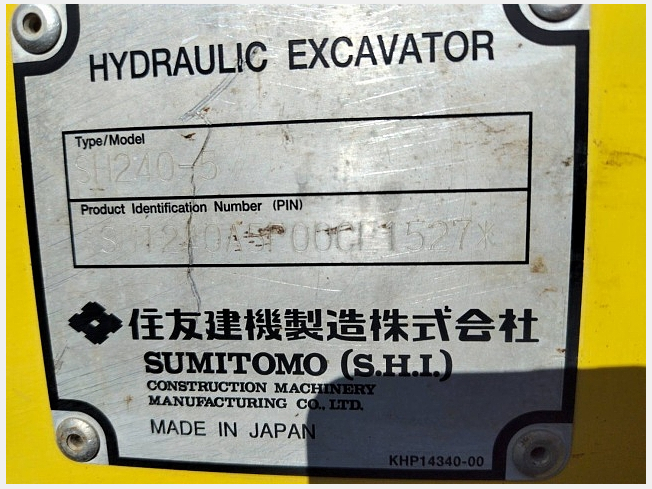 HYDRAULIC EXCAVATOR
Type/Model
SH240-5
Product Identification Number (PIN)
住友建機製造株式会社
SUMITOMO (S.H.I.)
CONSTRUCTION MACHINERY
MANUFACTURING CO., LTD.
MADE IN JAPAN
KHP14340-00